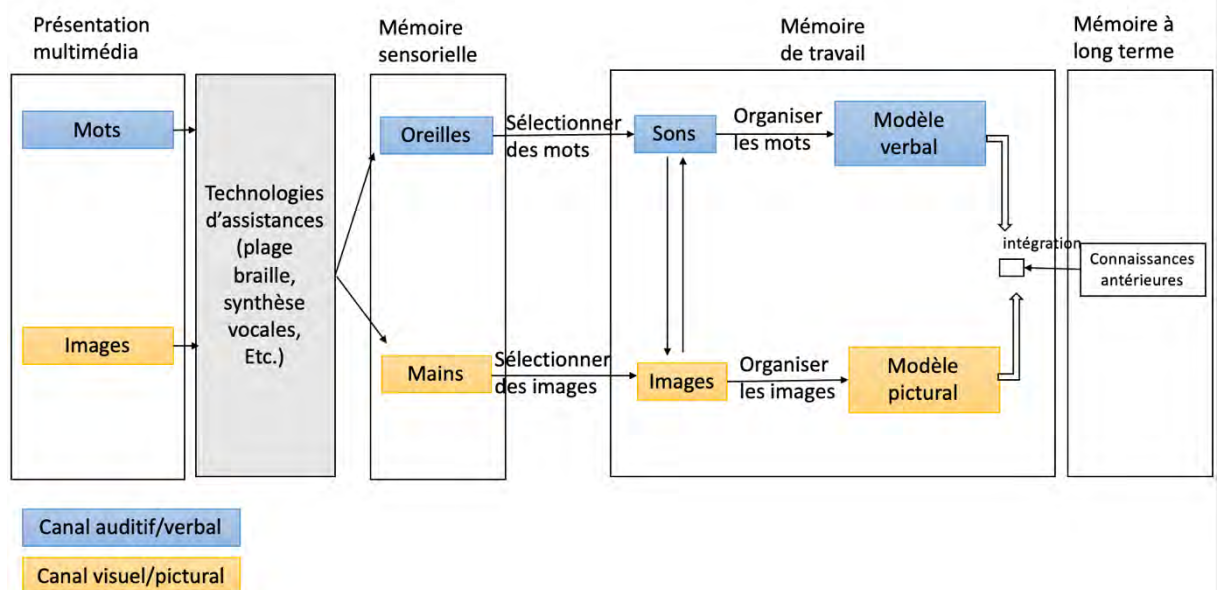 Présentation
multimédia
Mémoire
sensorielle
Mémoire
de travail
Mémoire à
long terme
Mots
Images
Technologies
d'assistances
(plage
braille,
synthèse
vocales,
Etc.)
Oreilles
Mains
Sélectionner
des mots
Sélectionner
des images
Sons
Images
Organiser
les mots
Organiser
les images
Modèle
verbal
Modèle
pictural
intégration
Connaissances
antérieures
Canal auditif/verbal
Canal visuel/pictural